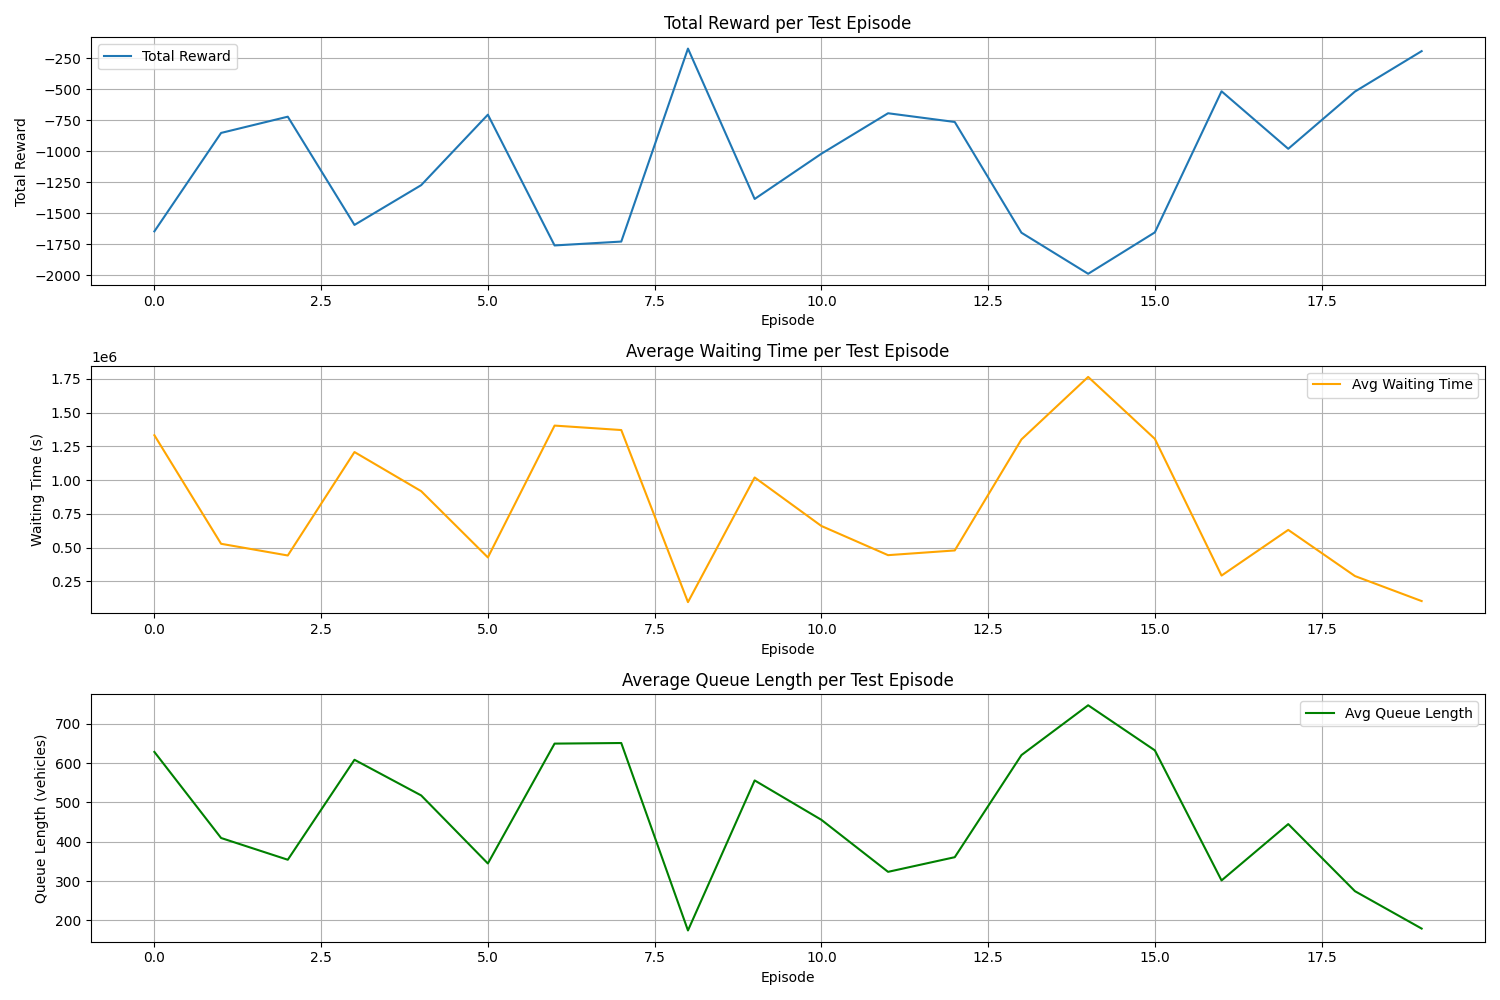 Total Reward per Test Episode
Total Reward
−250
−500
−750
−1000
−1250
−1500
−1750
−2000
Total Reward
0.0 2.5 5.0 7.5 10.0 12.5 15.0 17.5
Episode
Average Waiting Time per Test Episode
1e6
Avg Waiting Time
1.75
1.50
1.25
1.00
0.75
0.50
0.25
Waiting Time (s)
0.0 2.5 5.0 7.5 10.0 12.5 15.0 17.5
Episode
Average Queue Length per Test Episode
Avg Queue Length
700
600
500
400
300
200
Queue Length (vehicles)
0.0 2.5 5.0 7.5 10.0 12.5 15.0 17.5
Episode